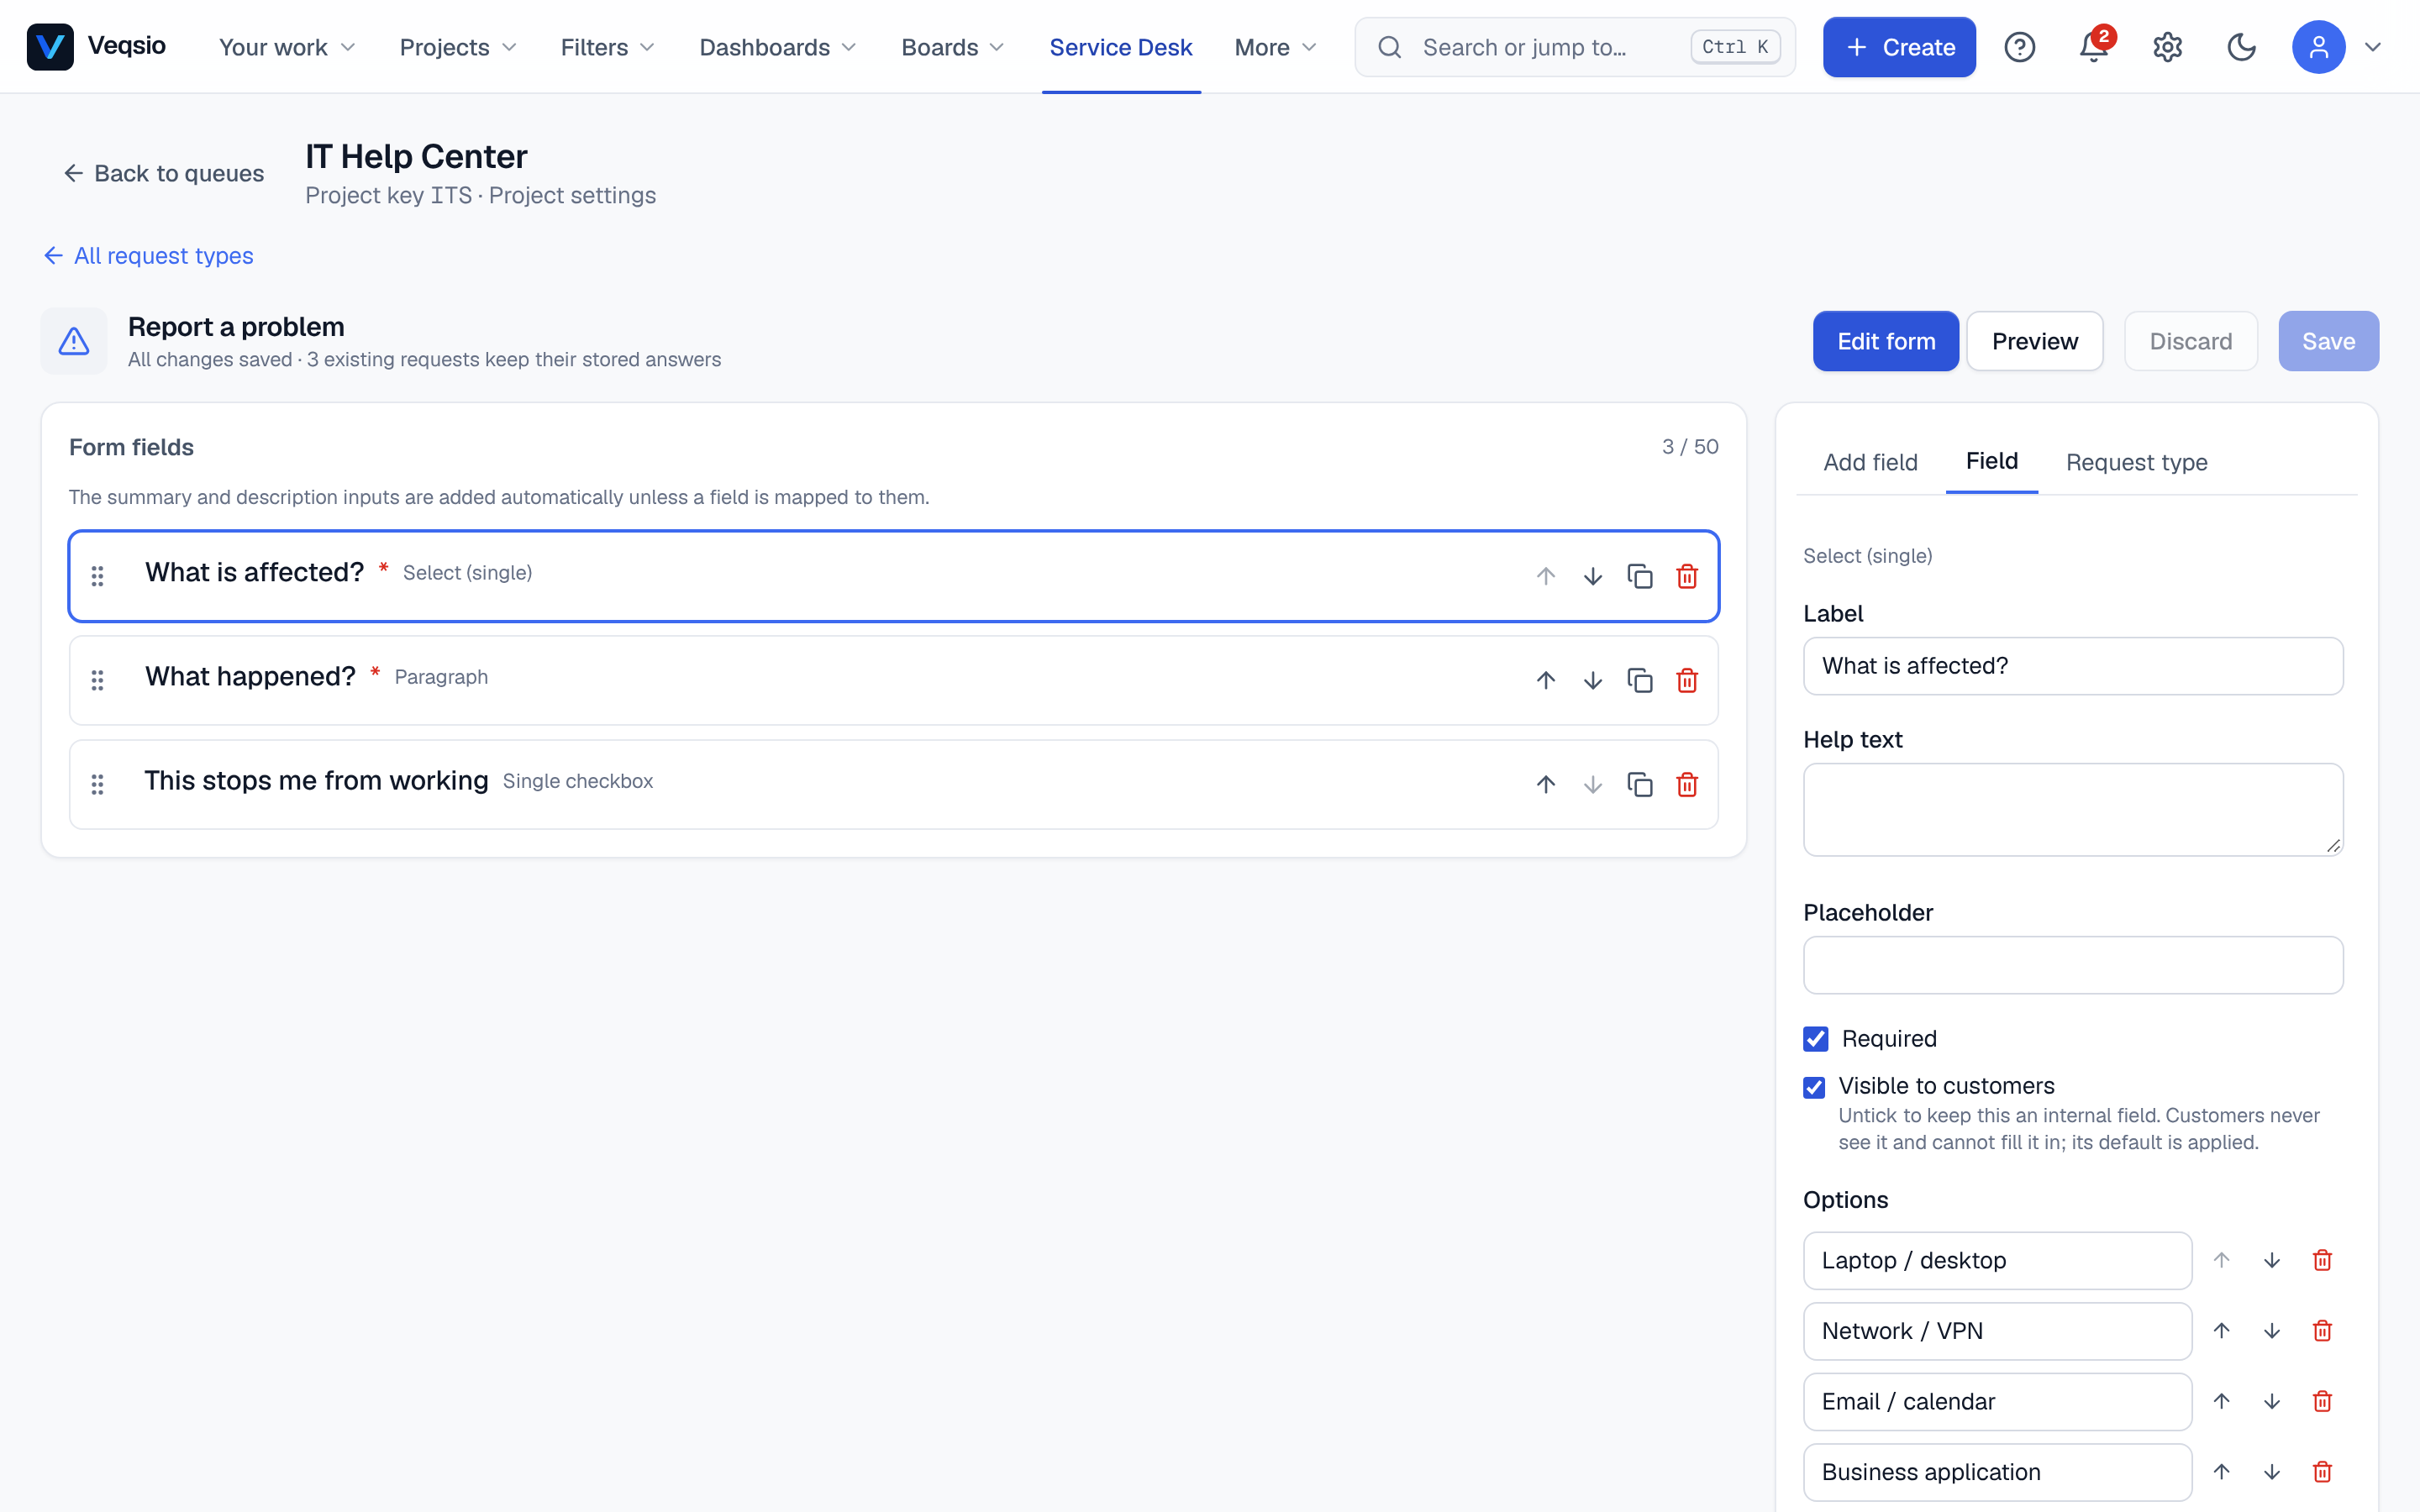 Veqsio
Your work
Projects
Filters
Dashboards
Boards
Service Desk
More
Search or jump to...
Ctrl K
Create
2
Back to queues
IT Help Center
Project key ITS · Project settings
All request types
Report a problem
All changes saved · 3 existing requests keep their stored answers
Edit form
Preview
Discard
Save
Form fields
3 / 50
The summary and description inputs are added automatically unless a field is mapped to them.
What is affected? * Select (single)
What happened? * Paragraph
This stops me from working Single checkbox
Add field
Field
Request type
Select (single)
Label
What is affected?
Help text
Placeholder
Required
Visible to customers
Untick to keep this an internal field. Customers never
see it and cannot fill it in; its default is applied.
Options
Laptop / desktop
Network / VPN
Email / calendar
Business application